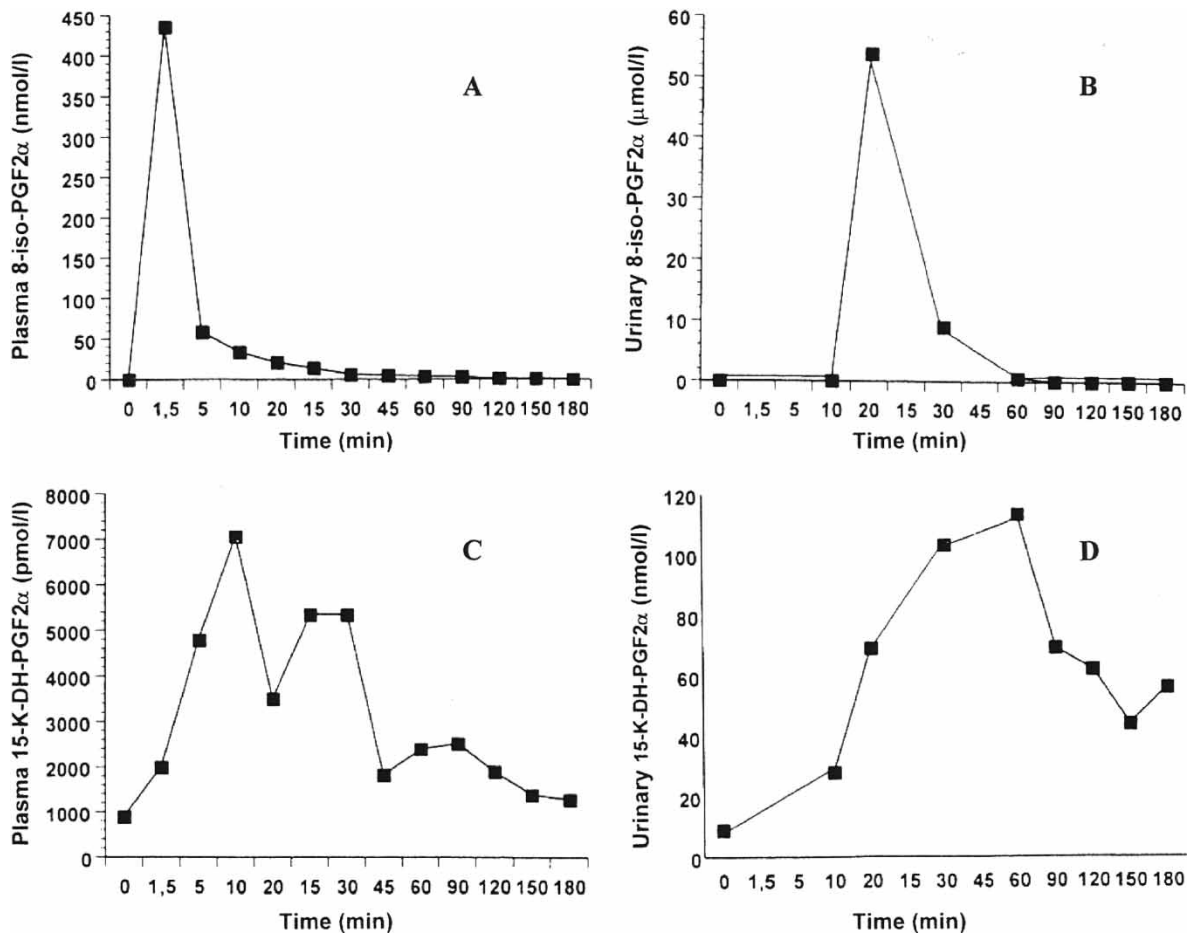 Plasma 8-iso-PGF2α (nmol/l)
450
400
350
300
250
200
150
100
50
0
A
0 1,5 5 10 20 15 30 45 60 90 120 150 180
Time (min)
Urinary 8-iso-PGF2α (μmol/l)
60
50
40
30
20
10
0
B
0 1,5 5 10 20 15 30 45 60 90 120 150 180
Time (min)
Plasma 15-K-DH-PGF2α (pmol/l)
8000
7000
6000
5000
4000
3000
2000
1000
0
C
0 1,5 5 10 20 15 30 45 60 90 120 150 180
Time (min)
Urinary 15-K-DH-PGF2α (nmol/l)
120
100
80
60
40
20
0
D
0 1,5 5 10 20 15 30 45 60 90 120 150 180
Time (min)